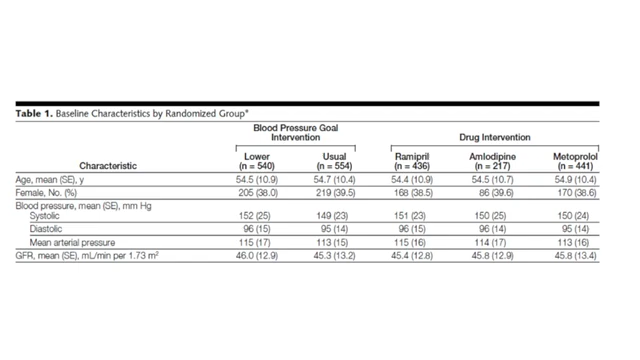 Table 1. Baseline Characteristics by Randomized Group*
Blood Pressure Goal Intervention Drug Intervention
Characteristic Lower (n = 540) Usual (n = 554) Ramipril (n = 436) Amlodipine (n = 217) Metoprolol (n = 441)
Age, mean (SE), y 54.5 (10.9) 54.7 (10.4) 54.4 (10.9) 54.5 (10.7) 54.9 (10.4)
Female, No. (%) 205 (38.0) 219 (39.5) 168 (38.5) 86 (39.6) 170 (38.6)
Blood pressure, mean (SE), mm Hg
Systolic 152 (25) 149 (23) 151 (23) 150 (25) 150 (24)
Diastolic 96 (15) 95 (14) 96 (15) 96 (14) 95 (14)
Mean arterial pressure 115 (17) 113 (15) 115 (16) 114 (17) 113 (16)
GFR, mean (SE), mL/min per 1.73 m² 46.0 (12.9) 45.3 (13.2) 45.4 (12.8) 45.8 (12.9) 45.8 (13.4)